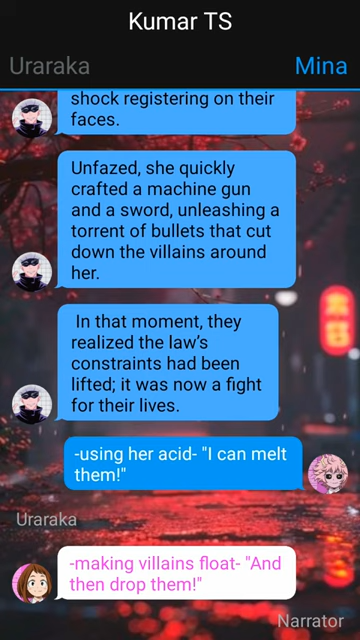 Kumar TS
Uraraka
Mina
shock registering on their
faces.
Unfazed, she quickly
crafted a machine gun
and a sword, unleashing a
torrent of bullets that cut
down the villains around
her.
In that moment, they
realized the law's
constraints had been
lifted; it was now a fight
for their lives.
-using her acid- "I can melt
them!"
Uraraka
-making villains float- "And
then drop them!"
Narrator